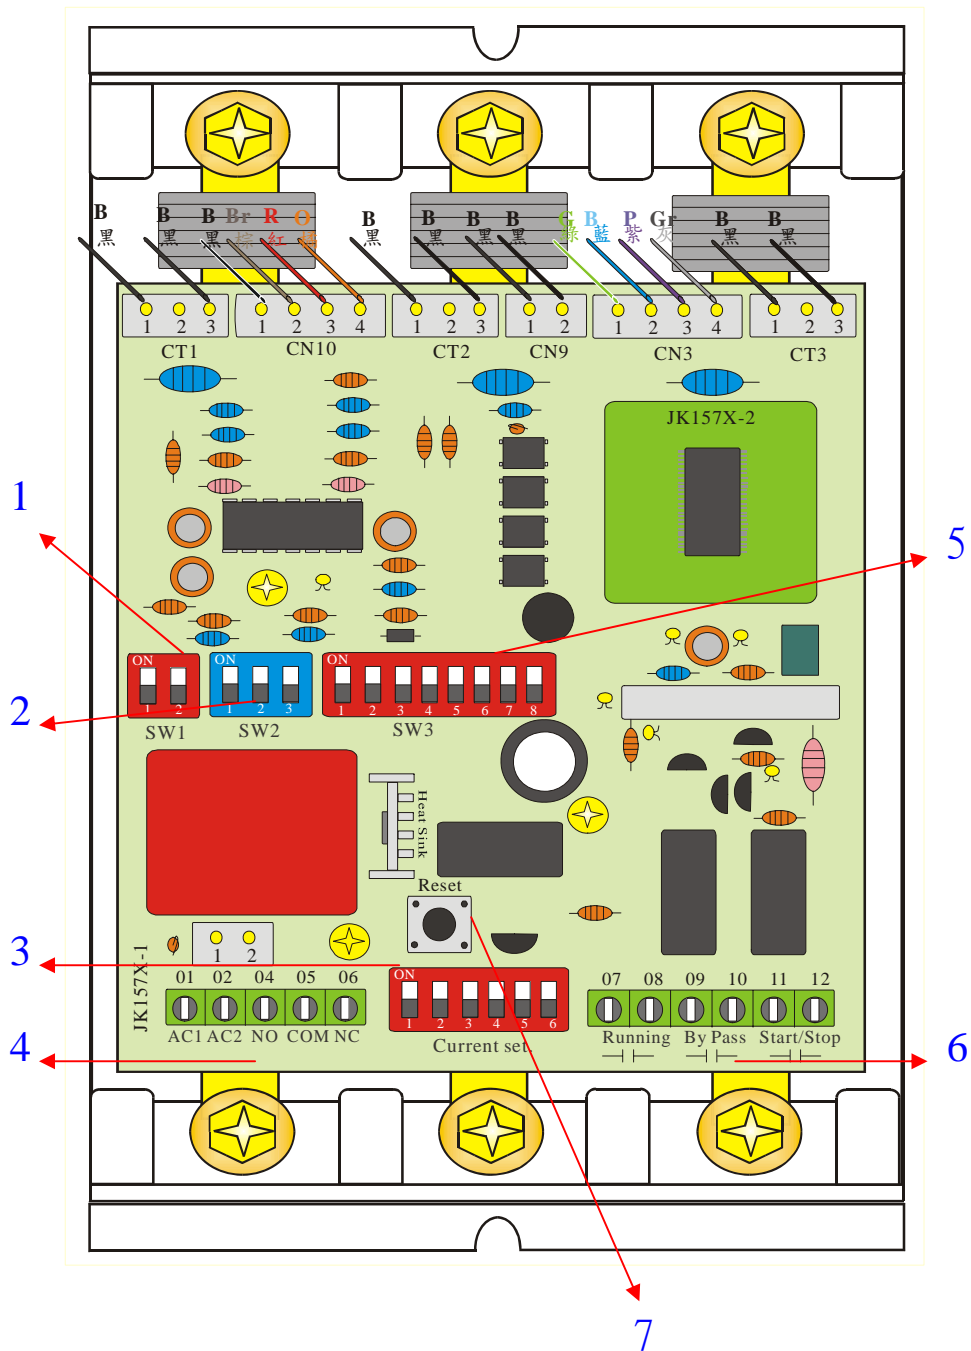 B B B Br R O B B B B G B P Gr B B
黑 黑 黑 棕 紅 橘 黑 黑 黑 黑 綠 藍 紫 灰 黑 黑
1 2 3 1 2 3 4 1 2 3 1 2 1 2 3 4 1 2 3
CT1 CN10 CT2 CN9 CN3 CT3
JK157X-2
1
5
ON ON ON
1 2 1 2 3 1 2 3 4 5 6 7 8
2
SW1 SW2 SW3
Heat Sink
Reset
1 2
JK157X-1
3
ON
01 02 04 05 06 07 08 09 10 11 12
1 2 3 4 5 6
AC1 AC2 NO COM NC Current set. Running By Pass Start/Stop
4
6
7